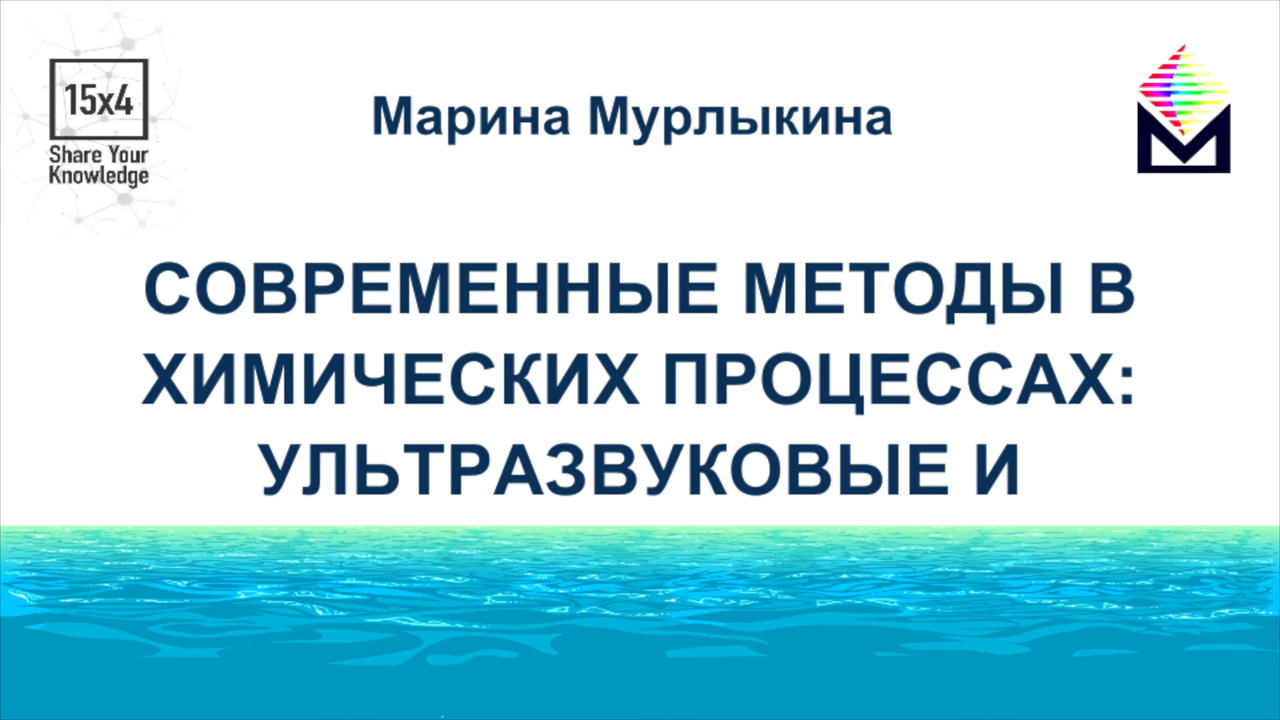 15x4
Share Your
Knowledge
Марина Мурлыкина
СОВРЕМЕННЫЕ МЕТОДЫ В
ХИМИЧЕСКИХ ПРОЦЕССАХ:
УЛЬТРАЗВУКОВЫЕ И